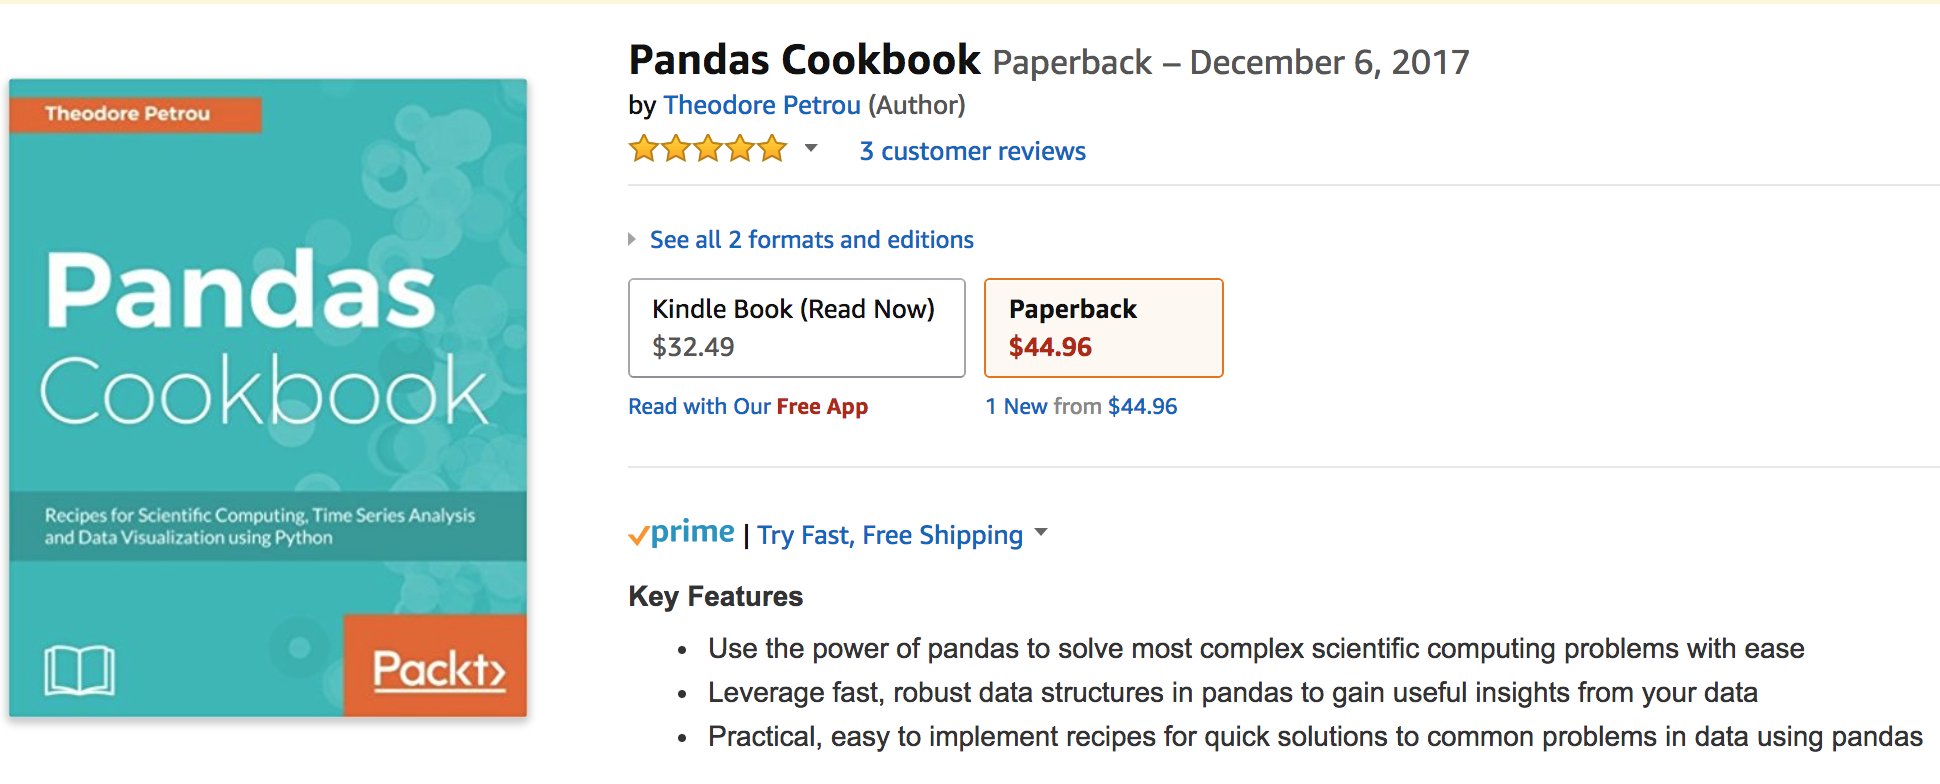 Theodore Petrou
Pandas
Cookbook
Recipes for Scientific Computing, Time Series Analysis
and Data Visualization using Python
Packt>
Pandas Cookbook Paperback – December 6, 2017
by Theodore Petrou (Author)
3 customer reviews
See all 2 formats and editions
Kindle Book (Read Now)
$32.49
Paperback
$44.96
Read with Our Free App
1 New from $44.96
prime | Try Fast, Free Shipping
Key Features
• Use the power of pandas to solve most complex scientific computing problems with ease
• Leverage fast, robust data structures in pandas to gain useful insights from your data
• Practical, easy to implement recipes for quick solutions to common problems in data using pandas